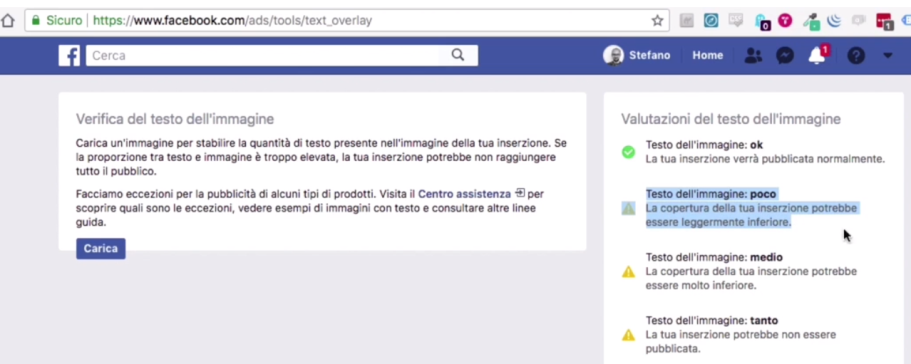 Sicuro | https://www.facebook.com/ads/tools/text_overlay
0
1
f Cerca
Stefano Home 1
Verifica del testo dell'immagine
Carica un'immagine per stabilire la quantità di testo presente nell'immagine della tua inserzione. Se
la proporzione tra testo e immagine è troppo elevata, la tua inserzione potrebbe non raggiungere
tutto il pubblico.
Facciamo eccezioni per la pubblicità di alcuni tipi di prodotti. Visita il Centro assistenza per
scoprire quali sono le eccezioni, vedere esempi di immagini con testo e consultare altre linee
guida.
Carica
Valutazioni del testo dell'immagine
Testo dell'immagine: ok
La tua inserzione verrà pubblicata normalmente.
Testo dell'immagine: poco
La copertura della tua inserzione potrebbe
essere leggermente inferiore.
Testo dell'immagine: medio
La copertura della tua inserzione potrebbe
essere molto inferiore.
Testo dell'immagine: tanto
La tua inserzione potrebbe non essere
pubblicata.